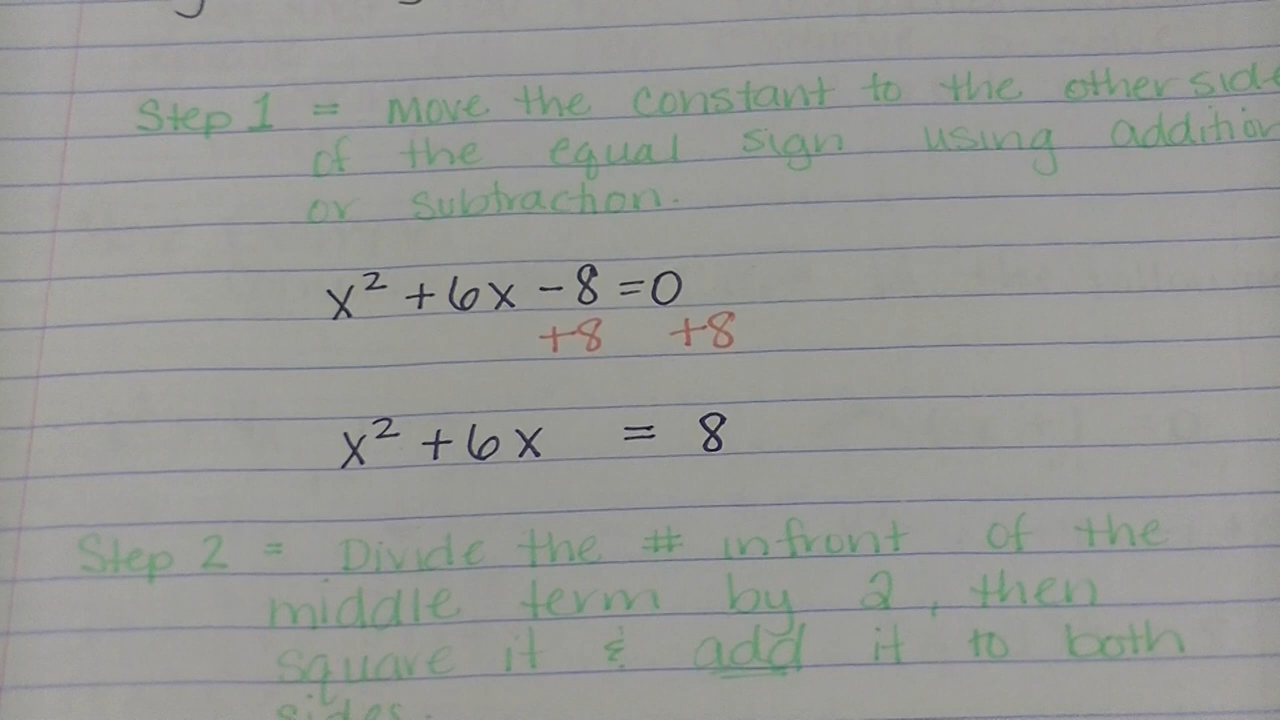 Step 1 = Move the constant to the other side
of the equal sign using addition
or subtraction.
x² + 6x - 8 = 0
+8 +8
x² + 6x = 8
Step 2 = Divide the # infront of the
middle term by 2, then
square it & add it to both
sides.